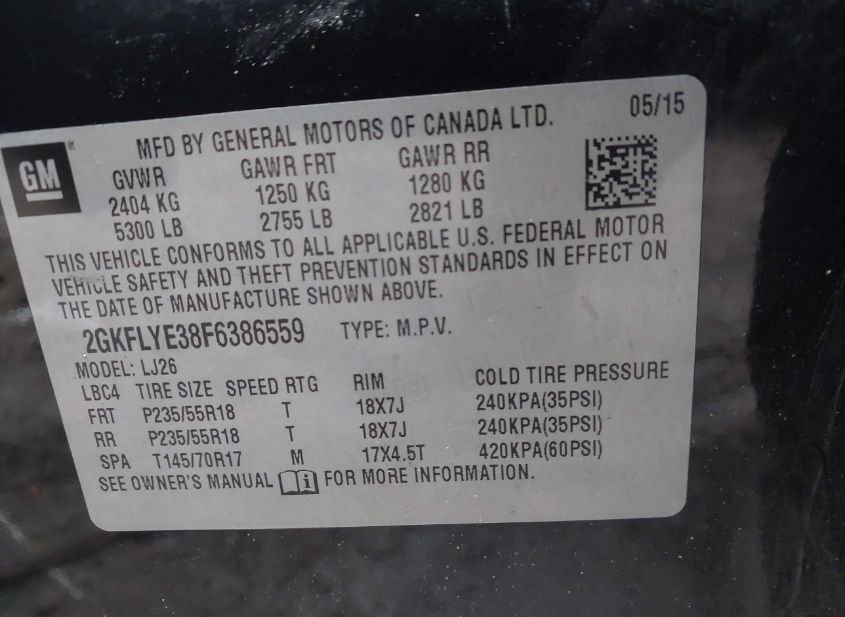 MFD BY GENERAL MOTORS OF CANADA LTD. 05/15
GM
GVWR GAWR FRT GAWR RR
2404 KG 1250 KG 1280 KG
5300 LB 2755 LB 2821 LB
THIS VEHICLE CONFORMS TO ALL APPLICABLE U.S. FEDERAL MOTOR
VEHICLE SAFETY AND THEFT PREVENTION STANDARDS IN EFFECT ON
THE DATE OF MANUFACTURE SHOWN ABOVE.
2GKFLYE38F6386559 TYPE: M.P.V.
MODEL: LJ26
LBC4 TIRE SIZE SPEED RTG RIM COLD TIRE PRESSURE
FRT P235/55R18 T 18X7J 240KPA(35PSI)
RR P235/55R18 T 18X7J 240KPA(35PSI)
SPA T145/70R17 M 17X4.5T 420KPA(60PSI)
SEE OWNER'S MANUAL i FOR MORE INFORMATION.